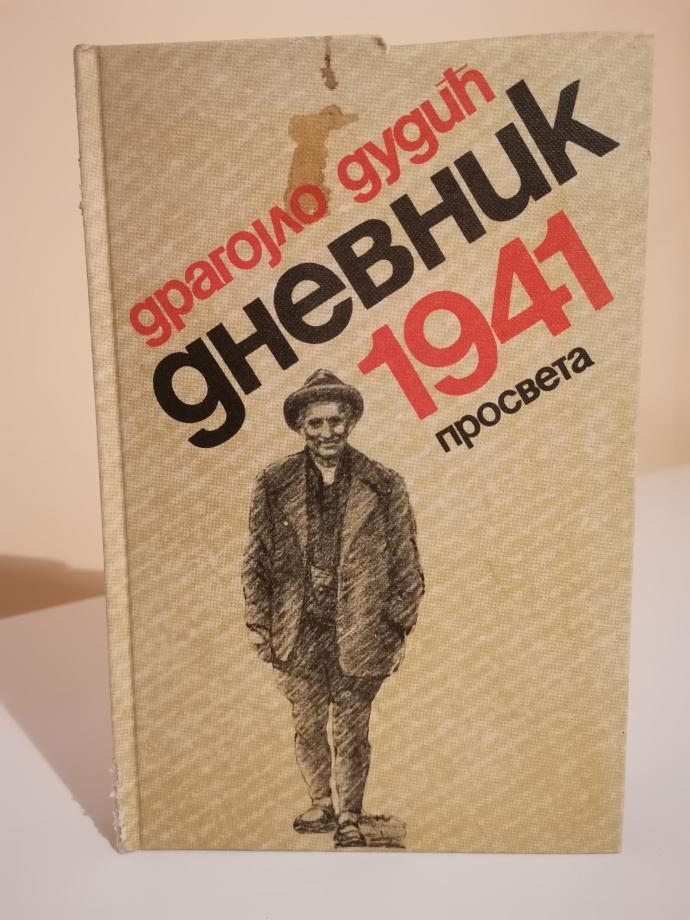 драгојло дудић
дневник
1941
просвета